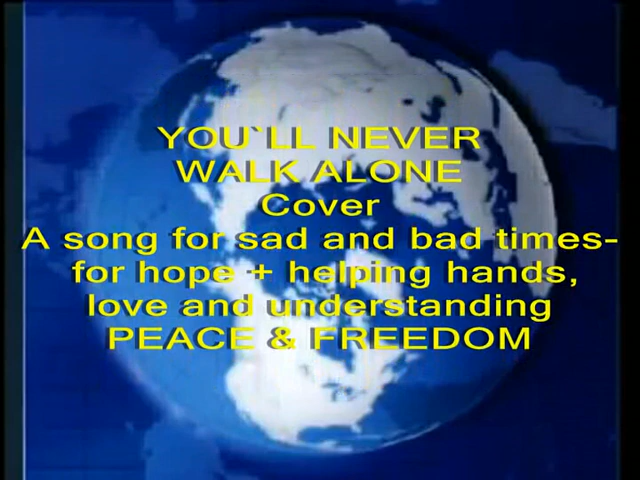 YOU`LL NEVER
WALK ALONE
Cover
A song for sad and bad times-
for hope + helping hands,
love and understanding
PEACE & FREEDOM